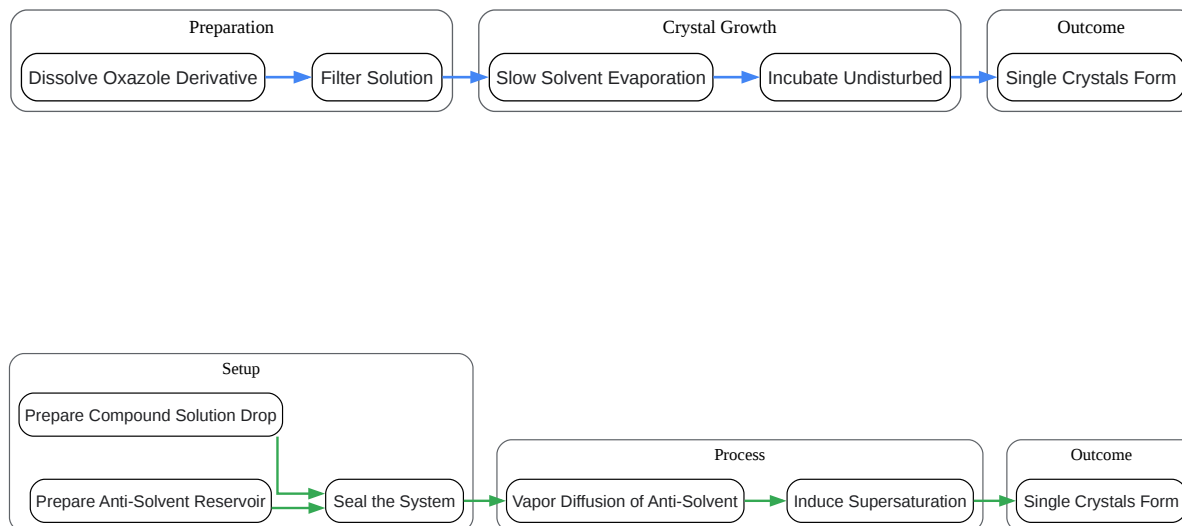 Preparation
Crystal Growth
Outcome
Dissolve Oxazole Derivative
Filter Solution
Slow Solvent Evaporation
Incubate Undisturbed
Single Crystals Form
Setup
Prepare Compound Solution Drop
Process
Outcome
Prepare Anti-Solvent Reservoir
Seal the System
Vapor Diffusion of Anti-Solvent
Induce Supersaturation
Single Crystals Form